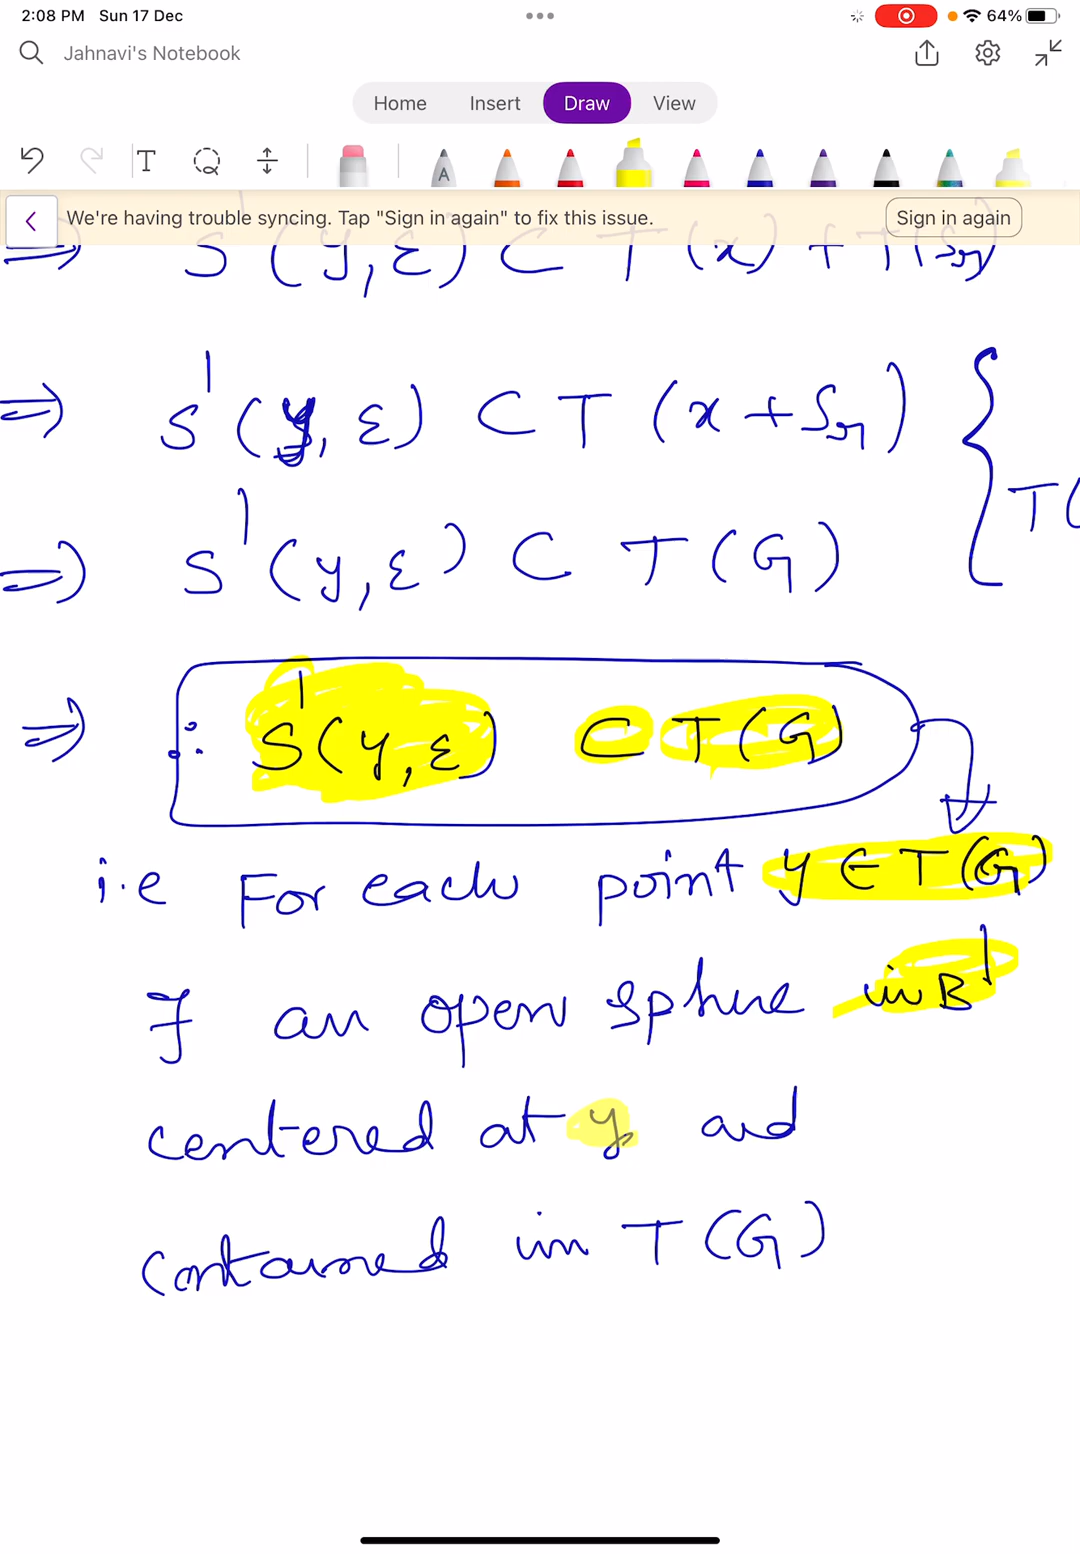 2:08 PM Sun 17 Dec
64%
Jahnavi's Notebook
Home Insert Draw View
T A
We're having trouble syncing. Tap "Sign in again" to fix this issue.
Sign in again
⇒ S'(y, ε) ⊂ T(x) + T(Sr)
⇒ S'(y, ε) ⊂ T(x + Sr) {
⇒ S'(y, ε) ⊂ T(G) T(
⇒ ∵ S'(y, ε) ⊂ T(G)
i.e For each point y ∈ T(G)
∃ an open sphere in B'
centered at y and
contained in T(G)